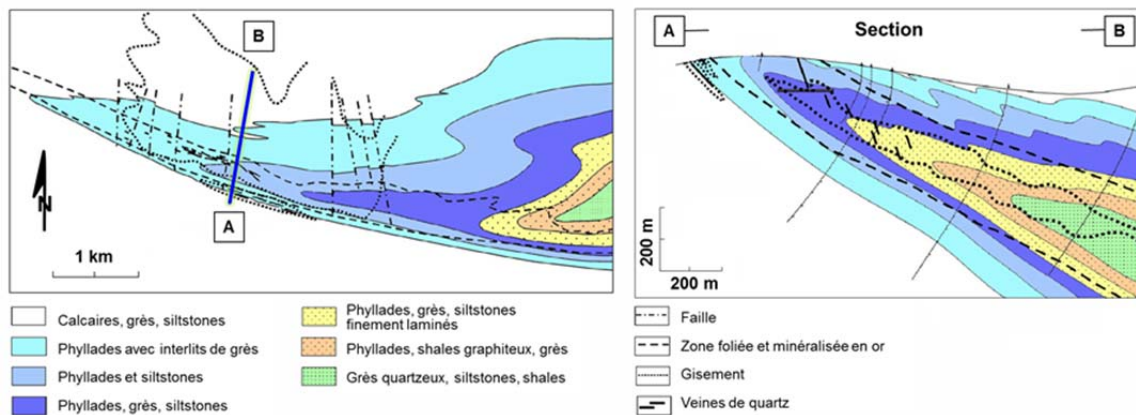 B
A
N
1 km
A
Section
B
200 m
200 m
Calcaires, grès, siltstones
Phyllades avec interlits de grès
Phyllades et siltstones
Phyllades, grès, siltstones
Phyllades, grès, siltstones
finement laminés
Phyllades, shales graphiteux, grès
Grès quartzeux, siltstones, shales
Faille
Zone foliée et minéralisée en or
Gisement
Veines de quartz